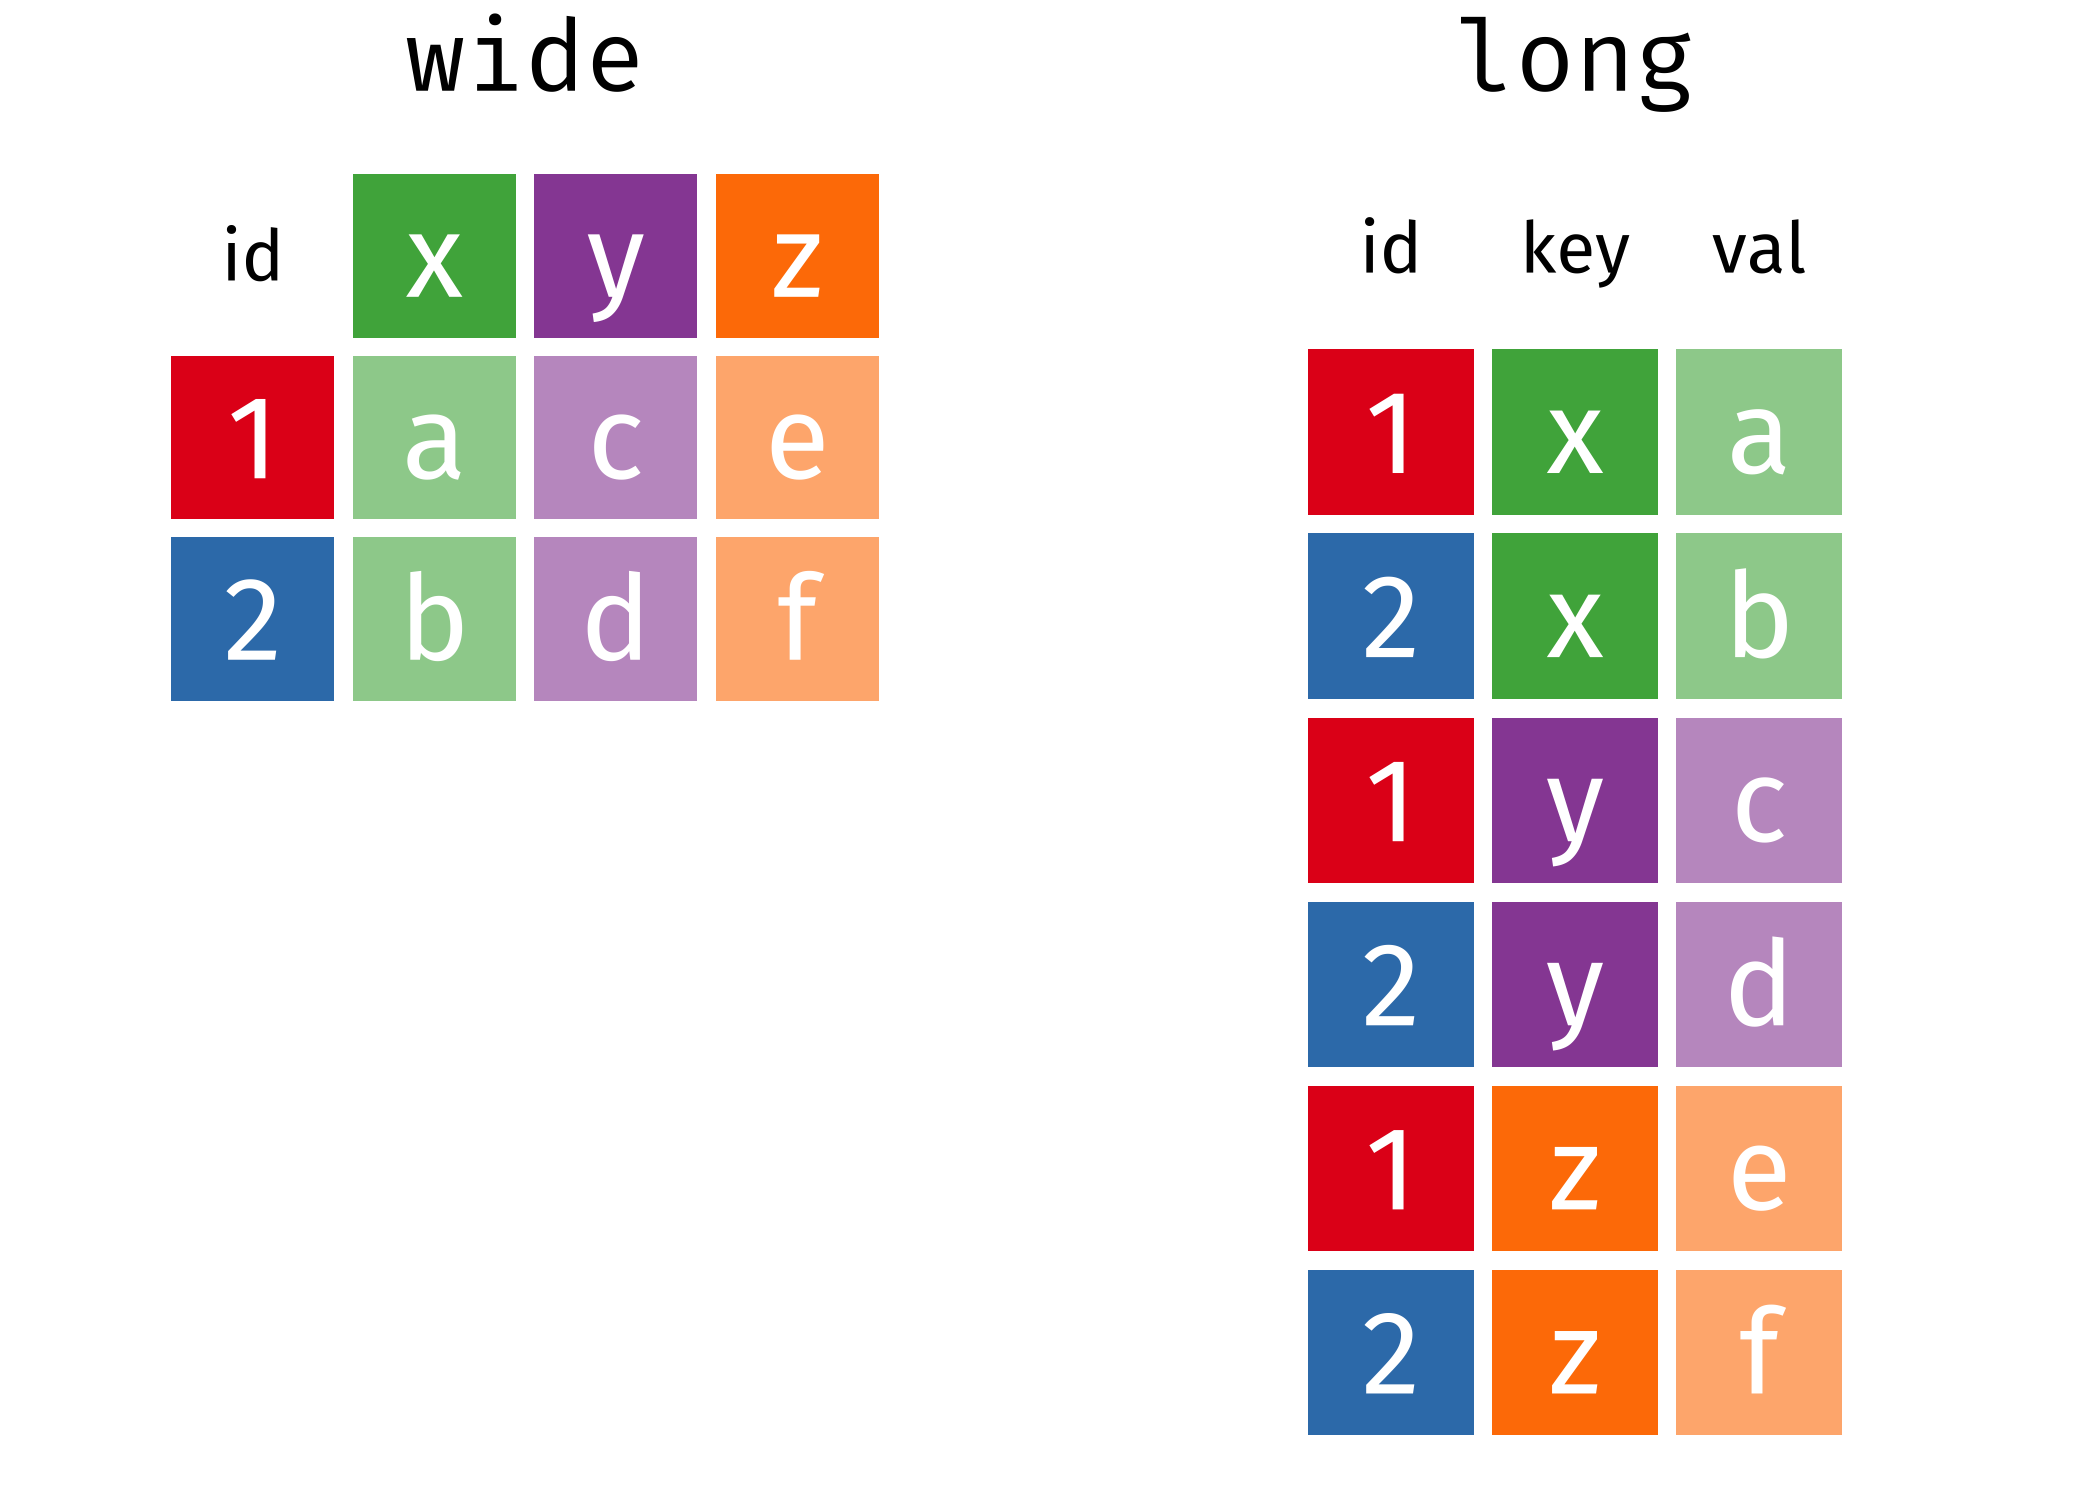 wide
id x y z
1 a c e
2 b d f
long
id key val
1 x a
2 x b
1 y c
2 y d
1 z e
2 z f